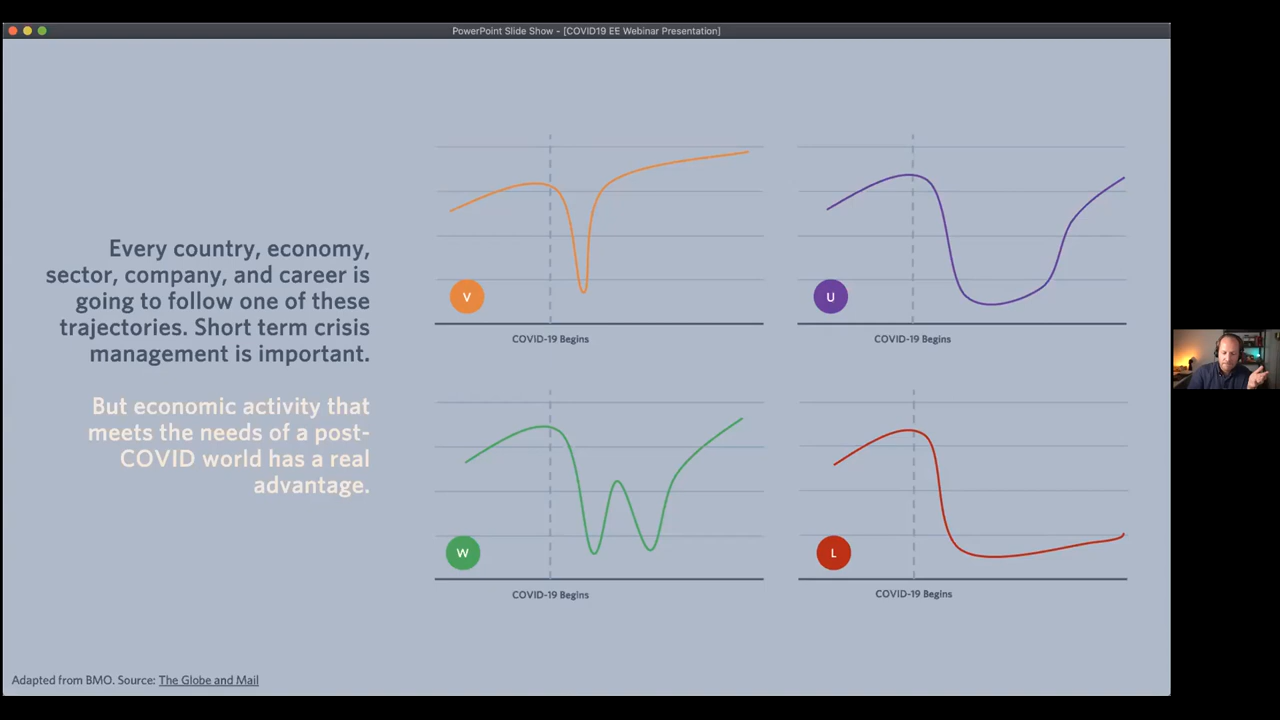 PowerPoint Slide Show - [COVID19 EE Webinar Presentation]
Every country, economy,
sector, company, and career is
going to follow one of these
trajectories. Short term crisis
management is important.
But economic activity that
meets the needs of a post-
COVID world has a real
advantage.
V
COVID-19 Begins
U
COVID-19 Begins
W
COVID-19 Begins
L
COVID-19 Begins
Adapted from BMO. Source: The Globe and Mail